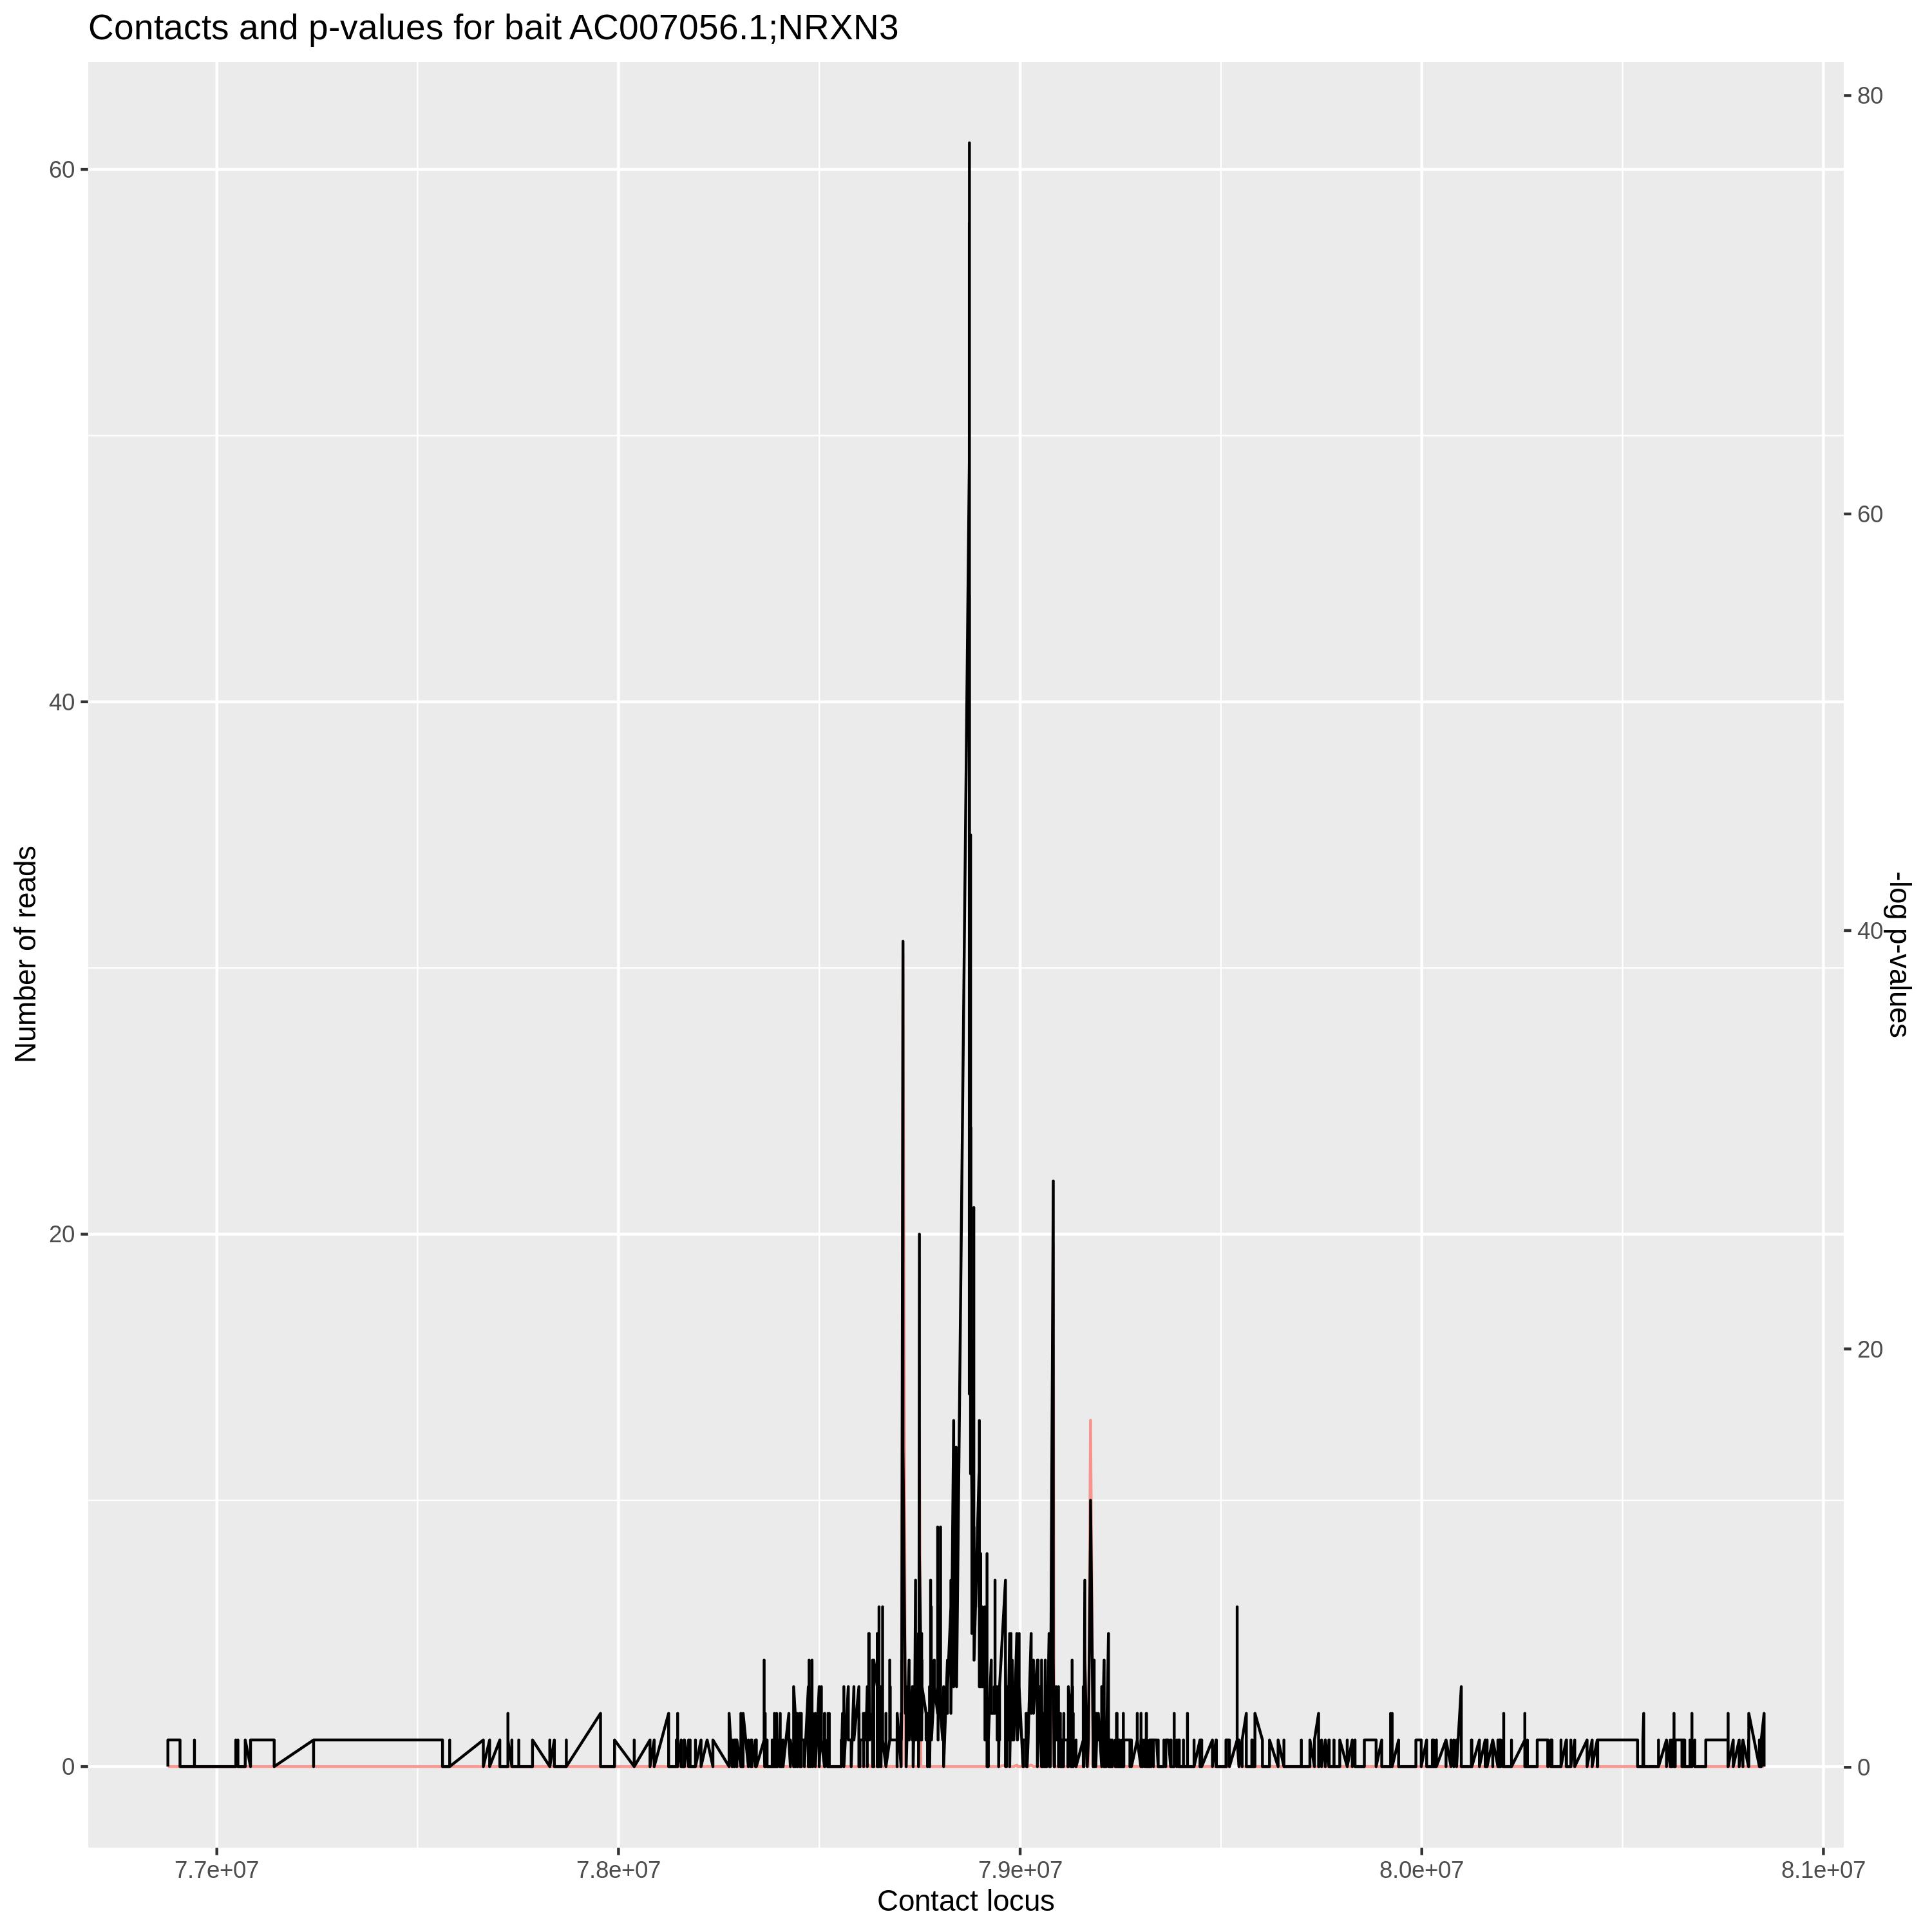 Contacts and p-values for bait AC007056.1;NRXN3
80
60
60
40
40
20
20
0
0
Number of reads
-log p-values
7.7e+07 7.8e+07 7.9e+07 8.0e+07 8.1e+07
Contact locus